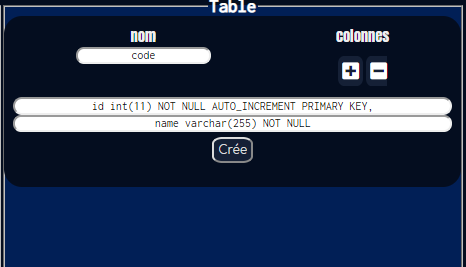 Table
nom
colonnes
code
id int(11) NOT NULL AUTO_INCREMENT PRIMARY KEY,
name varchar(255) NOT NULL
Crée